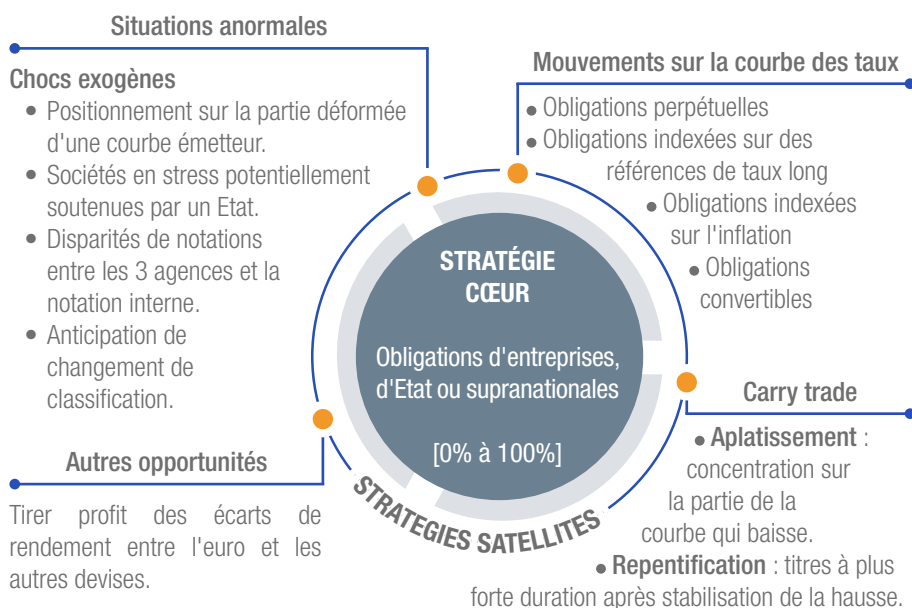 Situations anormales
Chocs exogènes
• Positionnement sur la partie déformée
d'une courbe émetteur.
• Sociétés en stress potentiellement
soutenues par un Etat.
• Disparités de notations
entre les 3 agences et la
notation interne.
• Anticipation de
changement de
classification.
Autres opportunités
Tirer profit des écarts de
rendement entre l'euro et les
autres devises.
STRATÉGIE
CŒUR
Obligations d'entreprises,
d'Etat ou supranationales
[0% à 100%]
STRATEGIES SATELLITES
Mouvements sur la courbe des taux
• Obligations perpétuelles
• Obligations indexées sur des
références de taux long
• Obligations indexées
sur l'inflation
• Obligations
convertibles
Carry trade
• Aplatissement :
concentration sur
la partie de la
courbe qui baisse.
• Repentification : titres à plus
forte duration après stabilisation de la hausse.